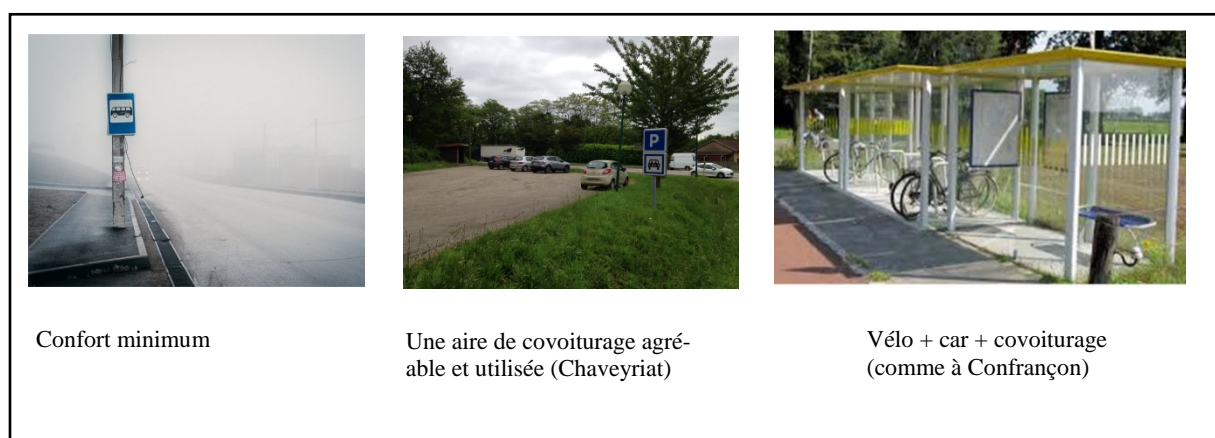 P
Confort minimum
Une aire de covoiturage agré-
able et utilisée (Chaveyriat)
Vélo + car + covoiturage
(comme à Confrançon)